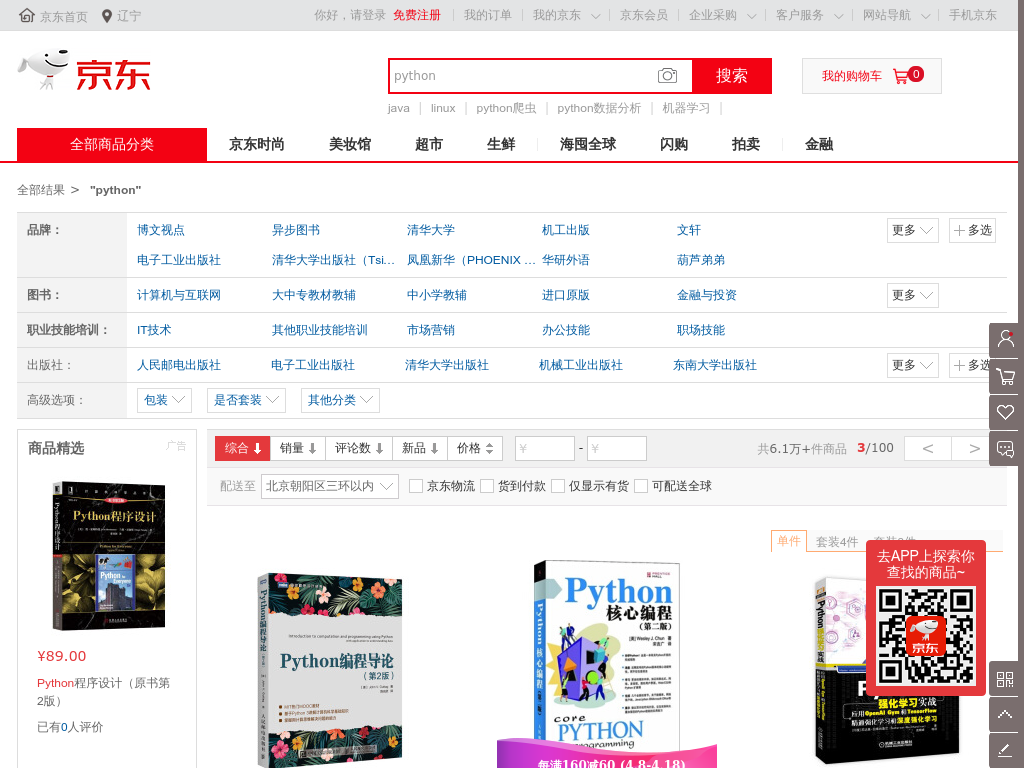 京东首页 辽宁 你好，请登录 免费注册 我的订单 我的京东 京东会员 企业采购 客户服务 网站导航 手机京东
京东
python 搜索 我的购物车 0
java linux python爬虫 python数据分析 机器学习
全部商品分类 京东时尚 美妆馆 超市 生鲜 海囤全球 闪购 拍卖 金融
全部结果 > "python"
品牌： 博文视点 异步图书 清华大学 机工出版 文轩 更多 多选
电子工业出版社 清华大学出版社（Tsi... 凤凰新华（PHOENIX ... 华研外语 葫芦弟弟
图书： 计算机与互联网 大中专教材教辅 中小学教辅 进口原版 金融与投资 更多
职业技能培训： IT技术 其他职业技能培训 市场营销 办公技能 职场技能
出版社： 人民邮电出版社 电子工业出版社 清华大学出版社 机械工业出版社 东南大学出版社 更多 多选
高级选项： 包装 是否套装 其他分类
商品精选 广告
综合 销量 评论数 新品 价格 ¥ - ¥ 共6.1万+件商品 3/100 < >
配送至 北京朝阳区三环以内 京东物流 货到付款 仅显示有货 可配送全球
单件 套装4件
去APP上探索你
查找的商品~
京东
Python程序设计
¥89.00
Python程序设计（原书第
2版）
已有0人评价
Python编程导论
（第2版）
Python
核心编程
（第二版）
core
PYTHON
programming
每满160减60 (4.8-4.18)
强化学习实战
应用OpenAI Gym和TensorFlow
精通强化学习和深度强化学习